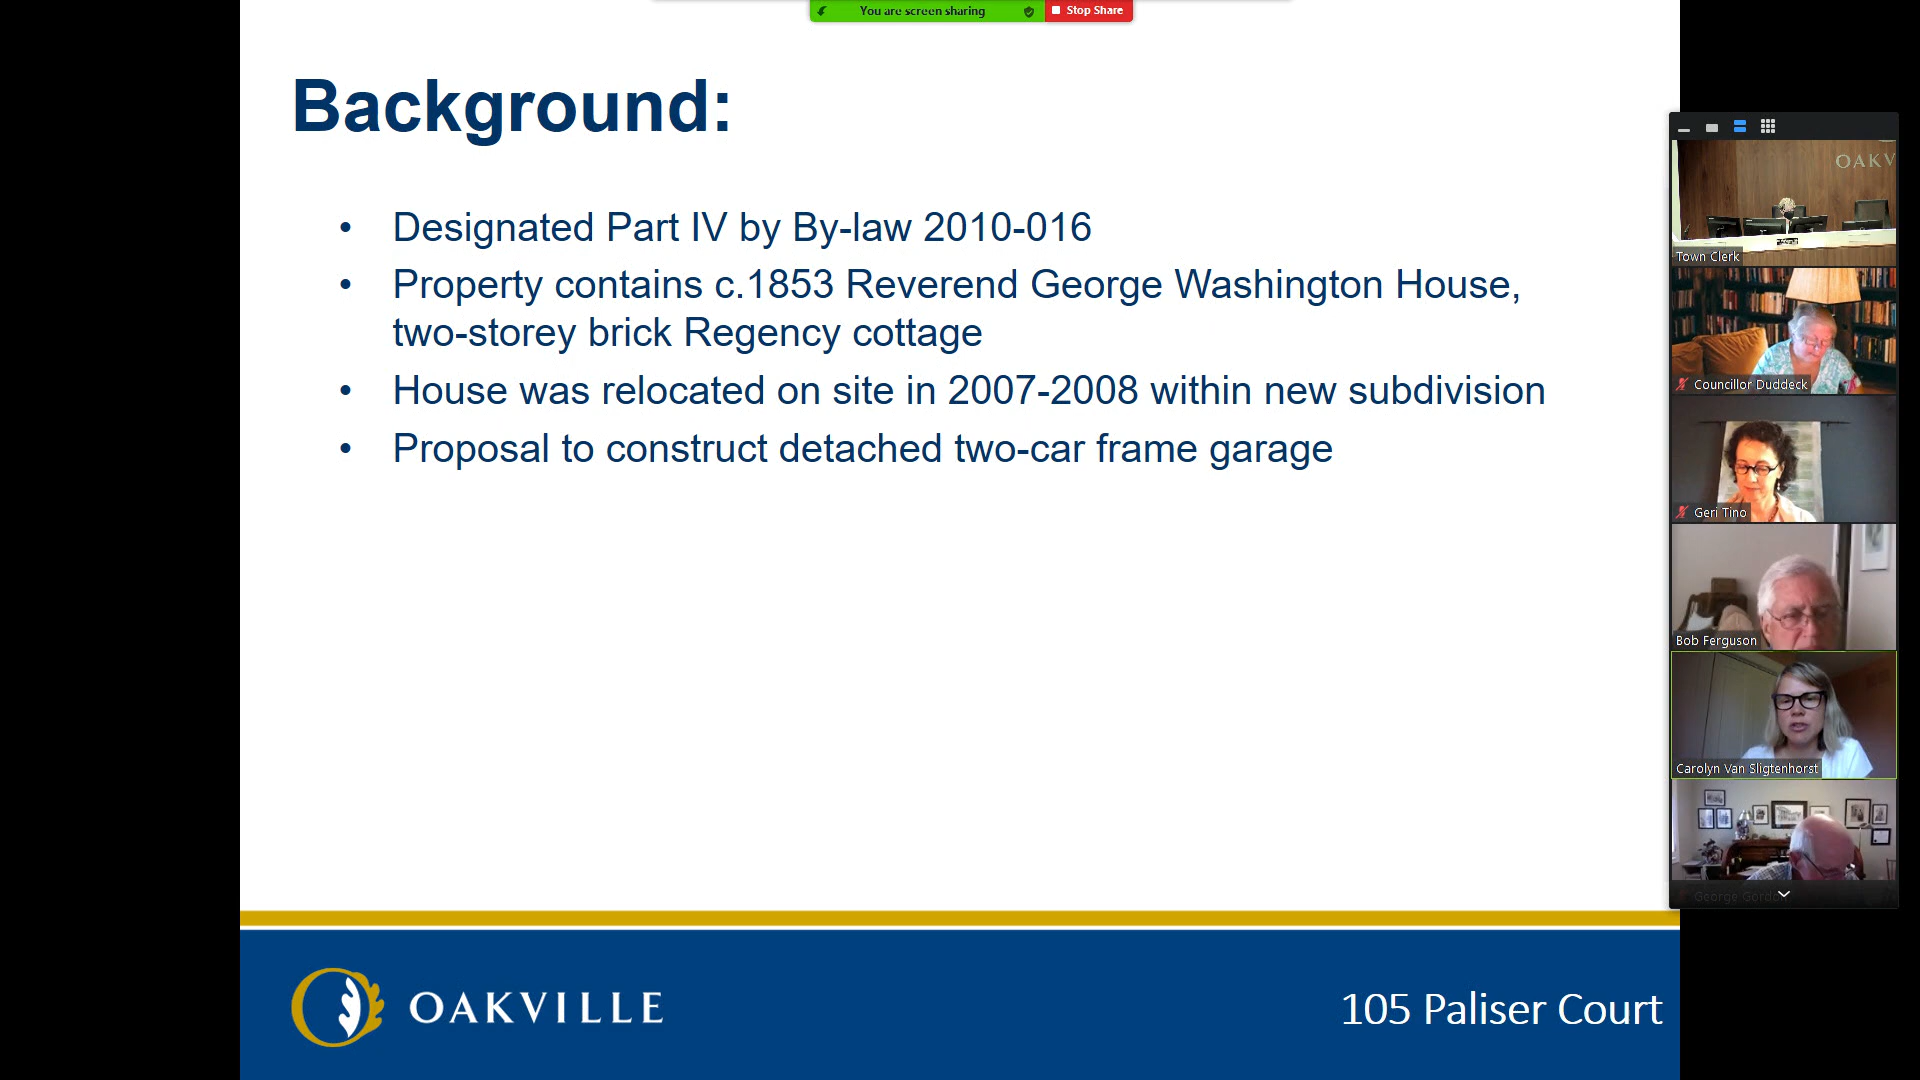 You are screen sharing
Stop Share
Background:
• Designated Part IV by By-law 2010-016
• Property contains c.1853 Reverend George Washington House,
two-storey brick Regency cottage
• House was relocated on site in 2007-2008 within new subdivision
• Proposal to construct detached two-car frame garage
OAKV
Town Clerk
Councillor Duddeck
Geri Tino
Bob Ferguson
Carolyn Van Sligtenhorst
George Gordon
OAKVILLE
105 Paliser Court